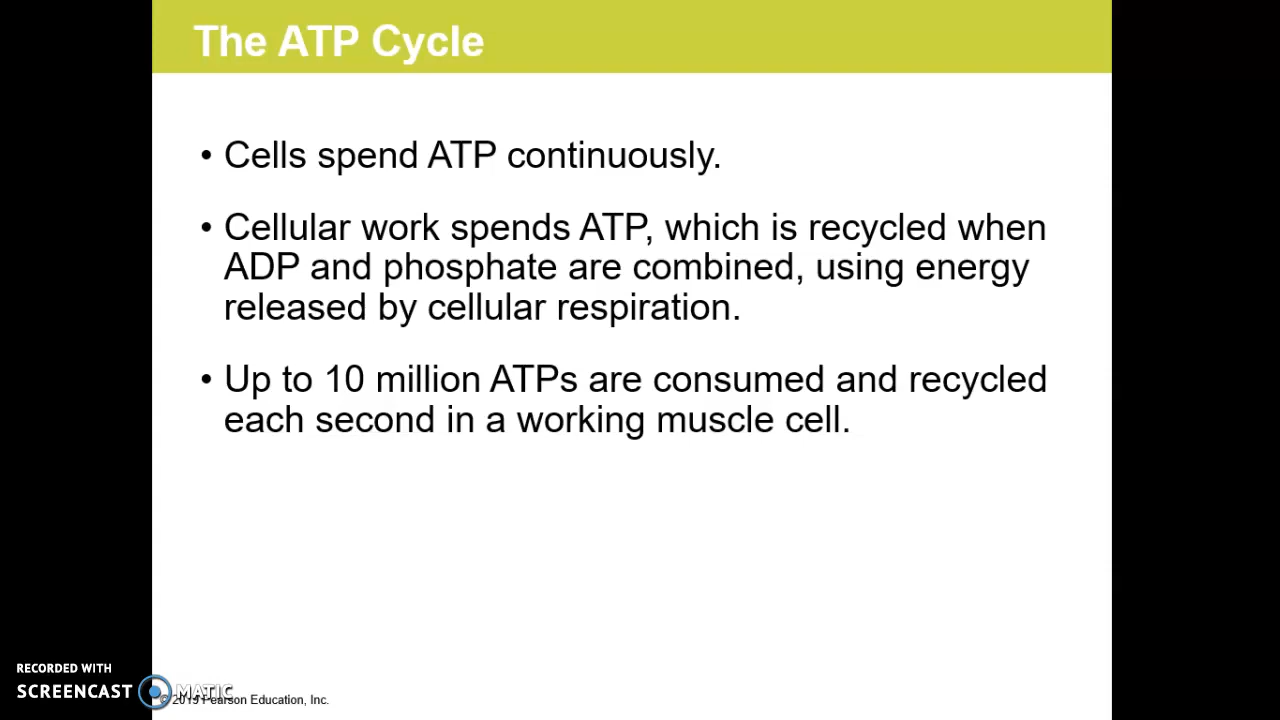 The ATP Cycle
• Cells spend ATP continuously.
• Cellular work spends ATP, which is recycled when
ADP and phosphate are combined, using energy
released by cellular respiration.
• Up to 10 million ATPs are consumed and recycled
each second in a working muscle cell.
RECORDED WITH
SCREENCAST MATIC
Pearson Education, Inc.